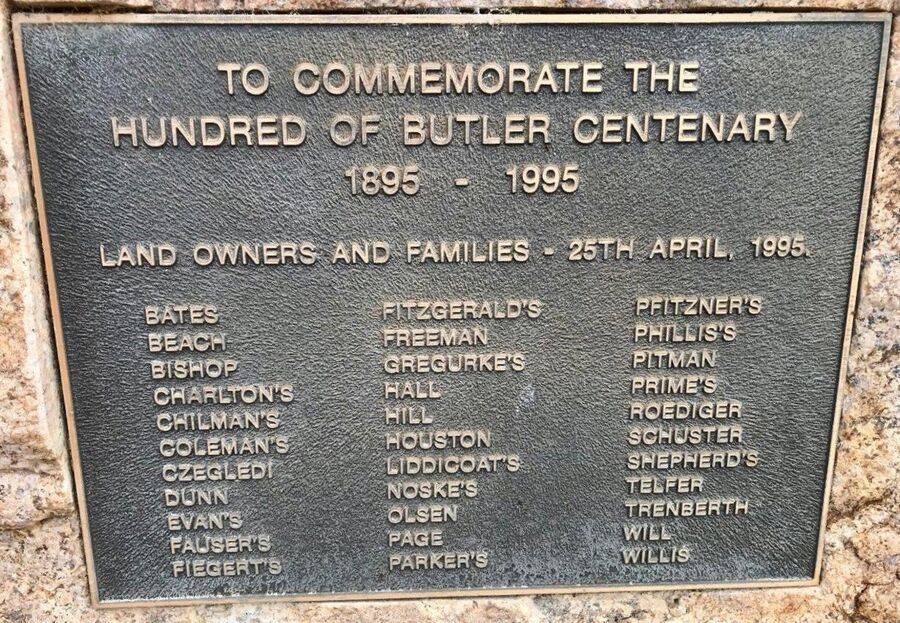 TO COMMEMORATE THE
HUNDRED OF BUTLER CENTENARY
1895 - 1995
LAND OWNERS AND FAMILIES - 25TH APRIL, 1995.
BATES
BEACH
BISHOP
CHARLTON'S
CHILMAN'S
COLEMAN'S
CZEGLEDI
DUNN
EVAN'S
FAUSER'S
FIEGERT'S
FITZGERALD'S
FREEMAN
GREGURKE'S
HALL
HILL
HOUSTON
LIDDICOAT'S
NOSKE'S
OLSEN
PAGE
PARKER'S
PFITZNER'S
PHILLIS'S
PITMAN
PRIME'S
ROEDIGER
SCHUSTER
SHEPHERD'S
TELFER
TRENBERTH
WILL
WILLIS